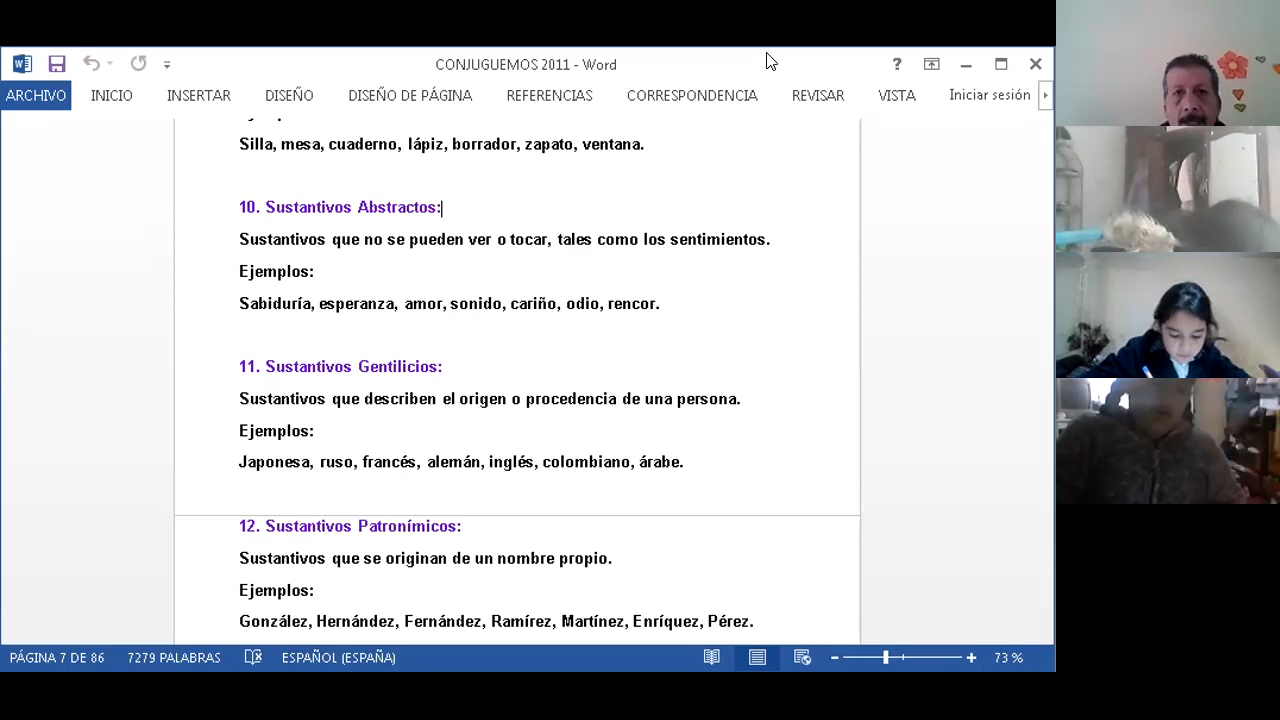 CONJUGUEMOS 2011 - Word
ARCHIVO INICIO INSERTAR DISEÑO DISEÑO DE PÁGINA REFERENCIAS CORRESPONDENCIA REVISAR VISTA Iniciar sesión
Silla, mesa, cuaderno, lápiz, borrador, zapato, ventana.
10. Sustantivos Abstractos:
Sustantivos que no se pueden ver o tocar, tales como los sentimientos.
Ejemplos:
Sabiduría, esperanza, amor, sonido, cariño, odio, rencor.
11. Sustantivos Gentilicios:
Sustantivos que describen el origen o procedencia de una persona.
Ejemplos:
Japonesa, ruso, francés, alemán, inglés, colombiano, árabe.
12. Sustantivos Patronímicos:
Sustantivos que se originan de un nombre propio.
Ejemplos:
González, Hernández, Fernández, Ramírez, Martínez, Enríquez, Pérez.
PÁGINA 7 DE 86 7279 PALABRAS ESPAÑOL (ESPAÑA) 73 %